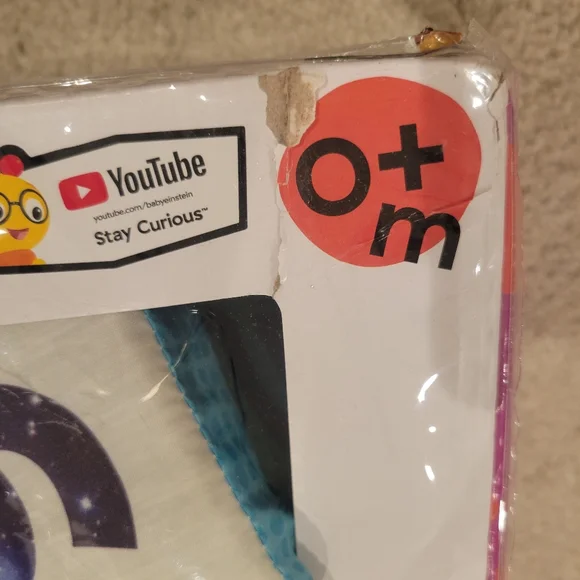 YouTube
youtube.com/babyeinstein
Stay Curious™
0+
m